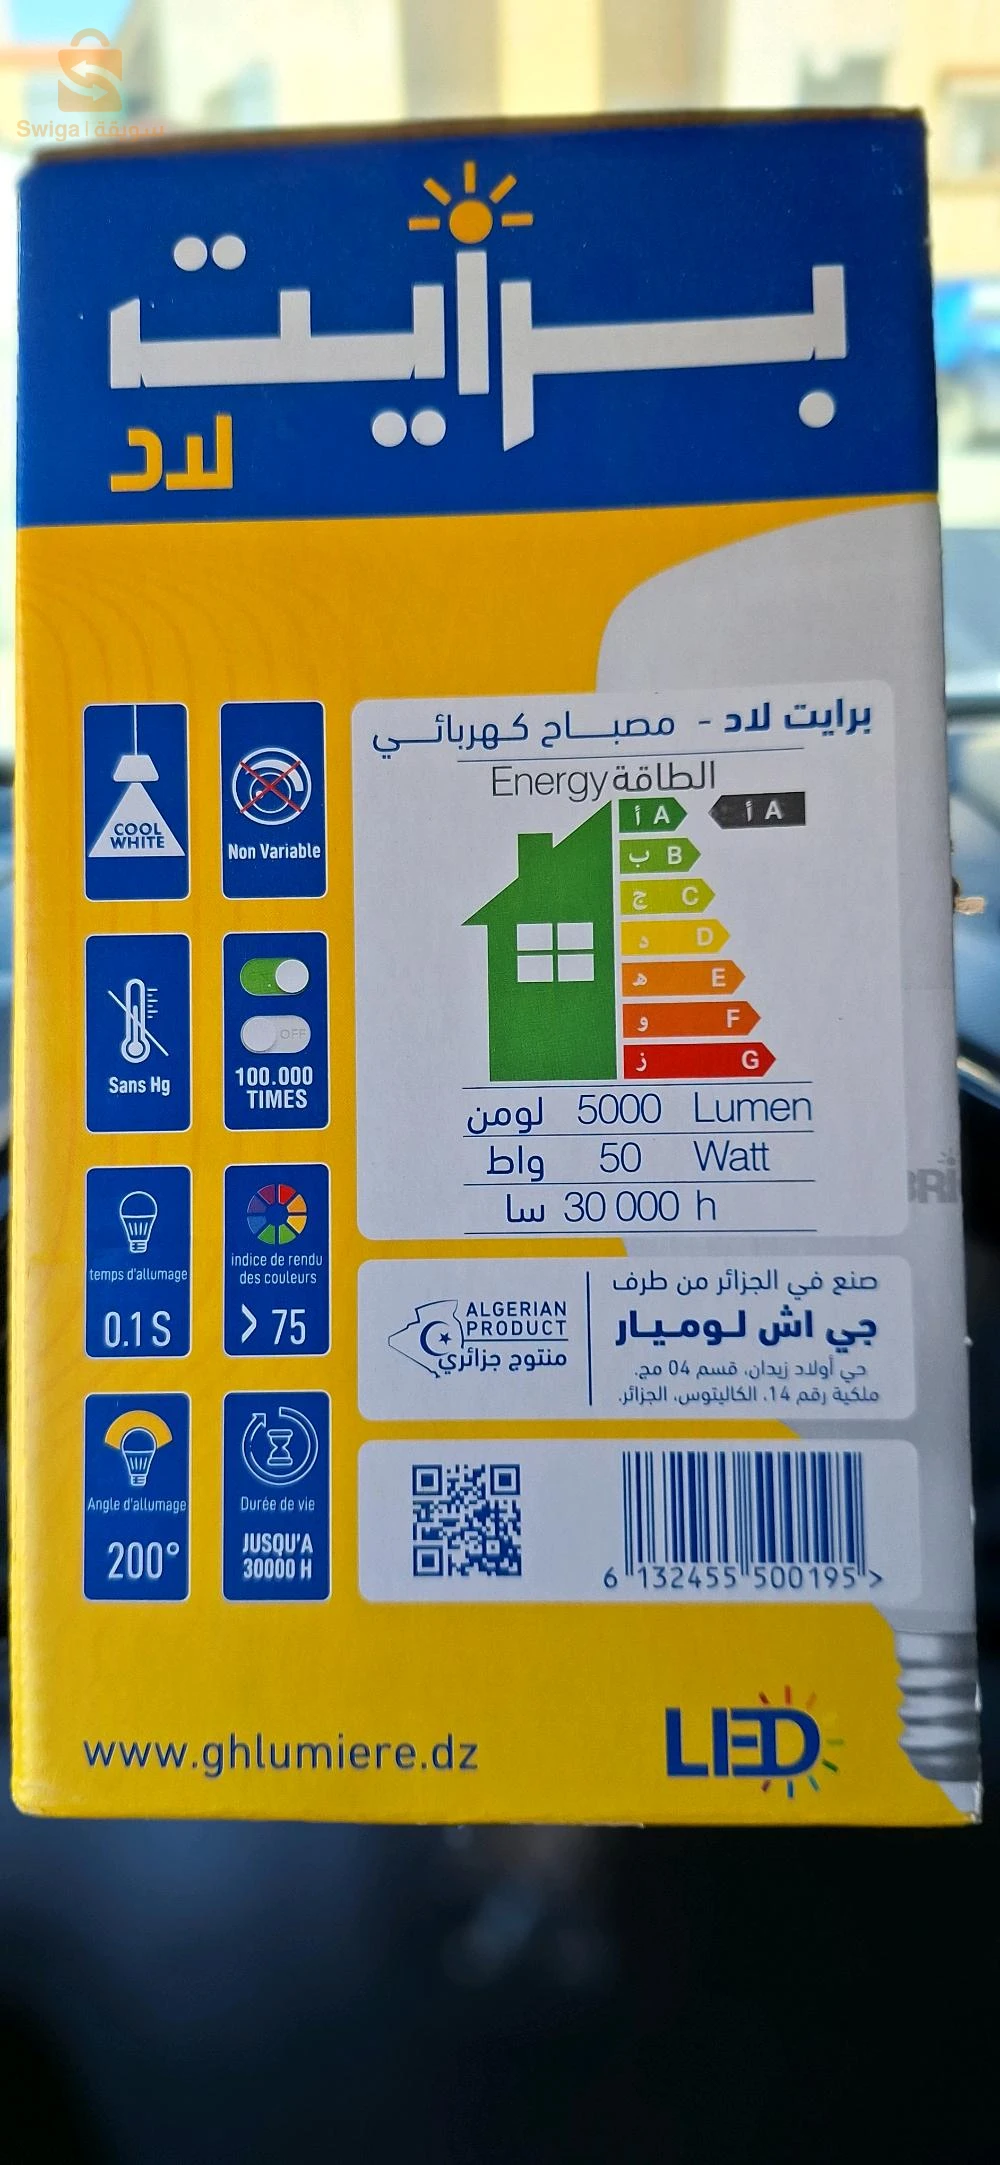 Swiga | سويقة
برايت
لاد
COOL
WHITE
Non Variable
Sans Hg
OFF
100.000
TIMES
temps d'allumage
0.1 S
indice de rendu
des couleurs
> 75
Angle d'allumage
200°
Durée de vie
JUSQU'A
30000 H
برايت لاد - مصباح كهربائي
Energy الطاقة
أ A
أ A
ب B
ج C
د D
ه E
و F
ز G
لومن 5000 Lumen
واط 50 Watt
سا 30 000 h
ALGERIAN
PRODUCT
منتوج جزائري
صنع في الجزائر من طرف
جي اش لوميار
حي أولاد زيدان، قسم 04 مج.
ملكية رقم 14، الكاليتوس، الجزائر.
6 132455 500195 >
www.ghlumiere.dz
LED